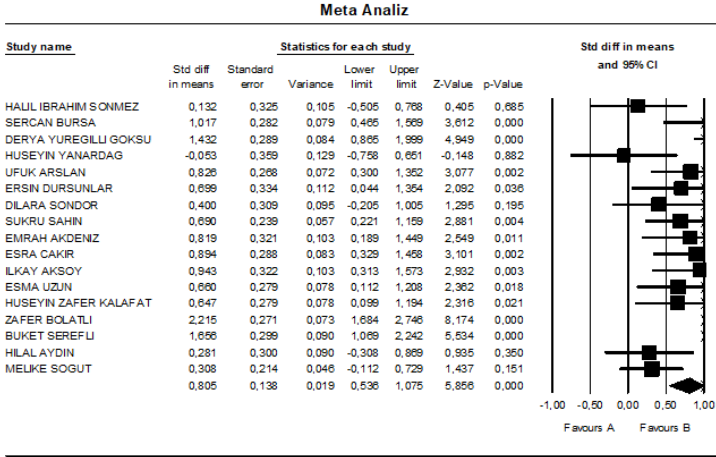 Meta Analiz
Study name Statistics for each study Std diff in means and 95% CI
Std diff in means Standard error Variance Lower limit Upper limit Z-Value p-Value
HALIL IBRAHIM SONMEZ 0,132 0,325 0,105 -0,505 0,768 0,405 0,685
SERCAN BURSA 1,017 0,282 0,079 0,465 1,569 3,612 0,000
DERYA YUREGILLI GOKSU 1,432 0,289 0,084 0,865 1,999 4,949 0,000
HUSEYIN YANARDAG -0,053 0,359 0,129 -0,758 0,651 -0,148 0,882
UFUK ARSLAN 0,826 0,268 0,072 0,300 1,352 3,077 0,002
ERSIN DURSUNLAR 0,699 0,334 0,112 0,044 1,354 2,092 0,036
DILARA SONDOR 0,400 0,309 0,095 -0,205 1,005 1,295 0,195
SUKRU SAHIN 0,690 0,239 0,057 0,221 1,159 2,881 0,004
EMRAH AKDENIZ 0,819 0,321 0,103 0,189 1,449 2,549 0,011
ESRA CAKIR 0,894 0,288 0,083 0,329 1,458 3,101 0,002
ILKAY AKSOY 0,943 0,322 0,103 0,313 1,573 2,932 0,003
ESMA UZUN 0,660 0,279 0,078 0,112 1,208 2,362 0,018
HUSEYIN ZAFER KALAFAT 0,647 0,279 0,078 0,099 1,194 2,316 0,021
ZAFER BOLATLI 2,215 0,271 0,073 1,684 2,746 8,174 0,000
BUKET SEREFLI 1,656 0,299 0,090 1,069 2,242 5,534 0,000
HILAL AYDIN 0,281 0,300 0,090 -0,308 0,869 0,935 0,350
MELIKE SOGUT 0,308 0,214 0,046 -0,112 0,729 1,437 0,151
0,805 0,138 0,019 0,536 1,075 5,856 0,000
-1,00 -0,50 0,00 0,50 1,00
Favours A Favours B